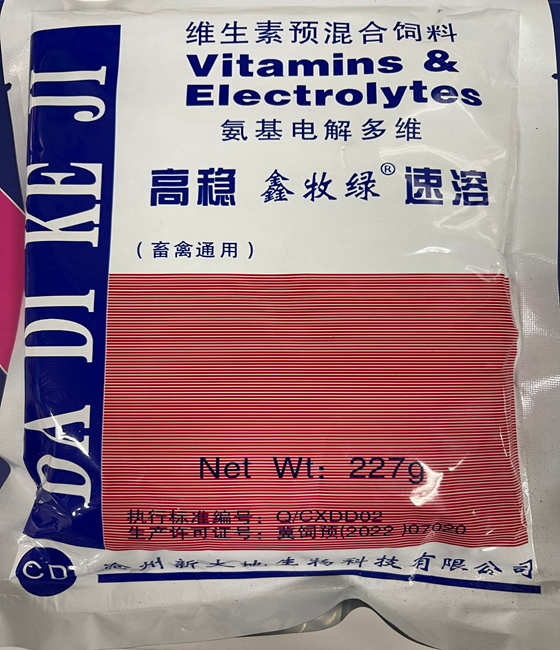 维生素预混合饲料
Vitamins &
Electrolytes
氨基电解多维
高稳 鑫牧绿® 速溶
(畜禽通用)
DA DI KE JI
Net Wt: 227g
执行标准编号: Q/CXDD02
生产许可证号: 冀饲预(2022)07020
CD 沧州新大地生物科技有限公司